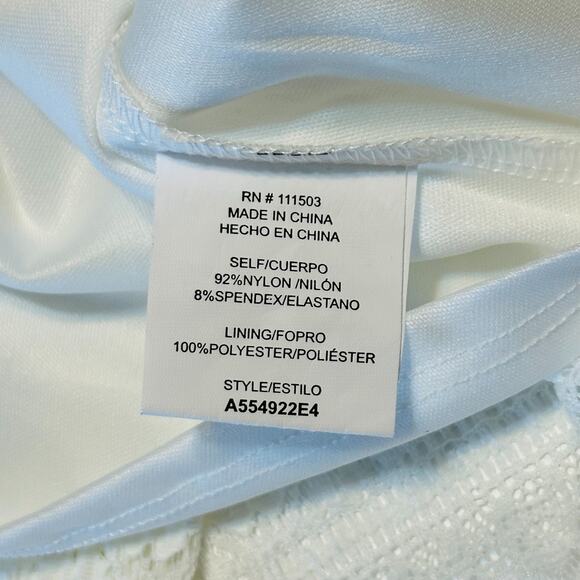 RN # 111503
MADE IN CHINA
HECHO EN CHINA
SELF/CUERPO
92%NYLON /NILÓN
8%SPENDEX/ELASTANO
LINING/FOPRO
100%POLYESTER/POLIÉSTER
STYLE/ESTILO
A554922E4